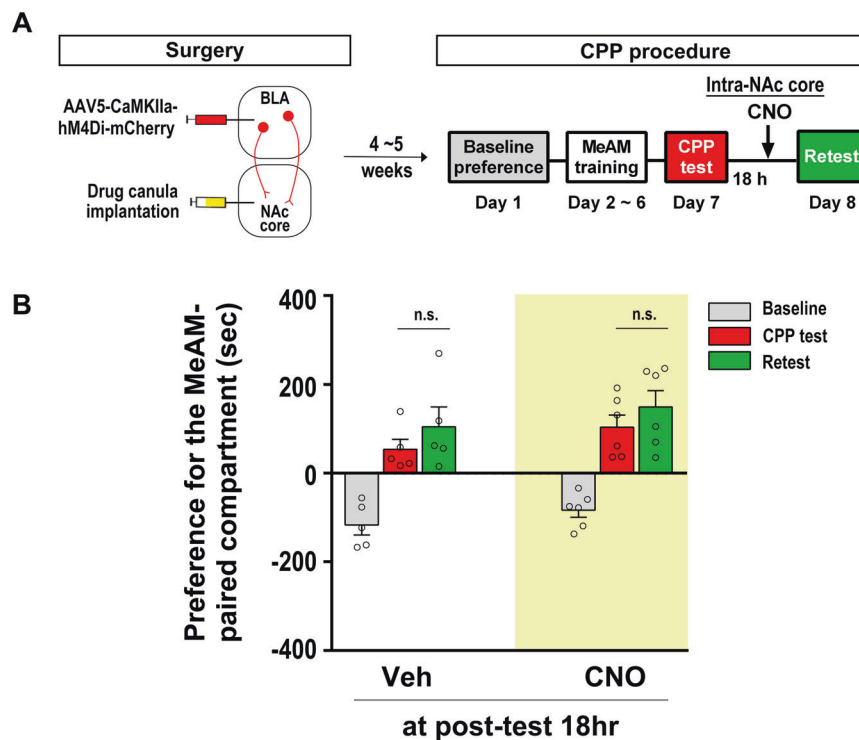 A
Surgery
AAV5-CaMKIIa-
hM4Di-mCherry
BLA
Drug canula
implantation
NAc
core
4 ~5
weeks
CPP procedure
Intra-NAc core
CNO
Baseline
preference
MeAM
training
CPP
test
18 h
Retest
Day 1
Day 2 ~ 6
Day 7
Day 8
B
Preference for the MeAM-
paired compartment (sec)
400
200
0
-200
-400
n.s.
n.s.
Baseline
CPP test
Retest
Veh
CNO
at post-test 18hr